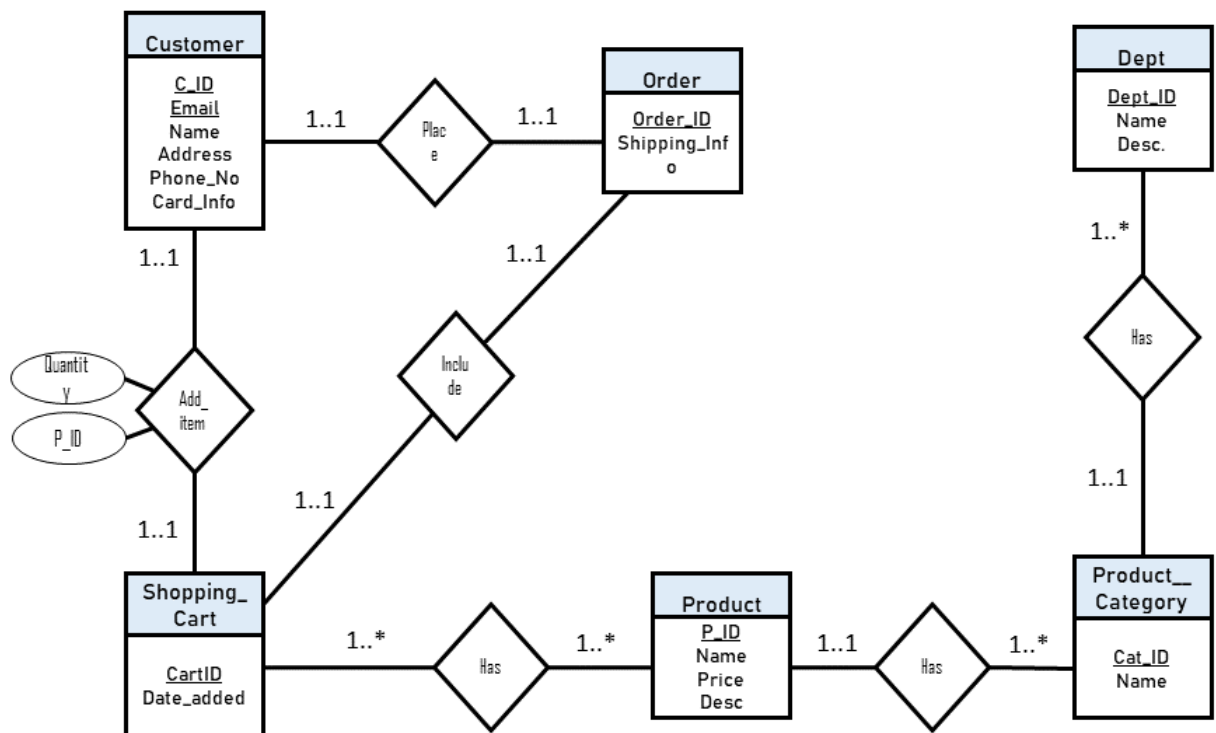 Customer
C_ID
Email
Name
Address
Phone_No
Card_Info
1..1
Plac
e
1..1
Order
Order_ID
Shipping_Inf
o
Dept
Dept_ID
Name
Desc.
1..1
1..1
1..*
Quantit
y
P_ID
Add_
item
Inclu
de
Has
1..1
1..1
1..1
Shopping_
Cart
CartID
Date_added
1..*
Has
1..*
Product
P_ID
Name
Price
Desc
1..1
Has
1..*
Product__
Category
Cat_ID
Name